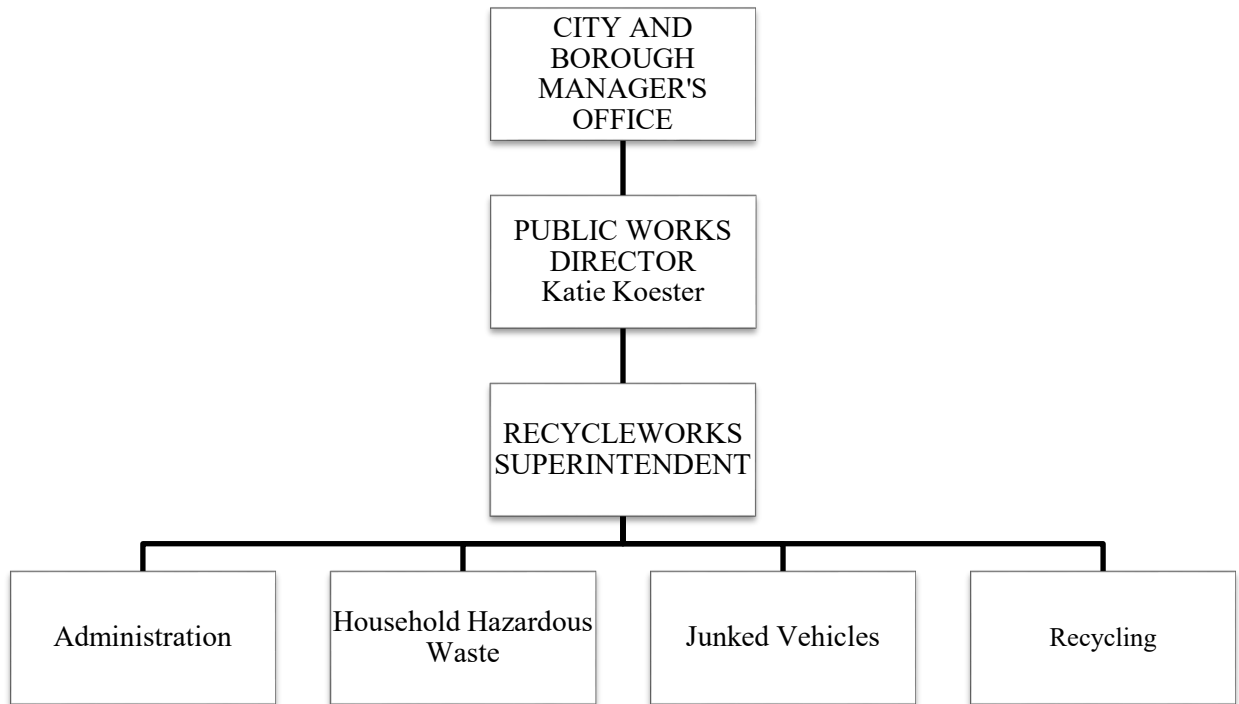 CITY AND
BOROUGH
MANAGER'S
OFFICE
PUBLIC WORKS
DIRECTOR
Katie Koester
RECYCLEWORKS
SUPERINTENDENT
Administration
Household Hazardous
Waste
Junked Vehicles
Recycling